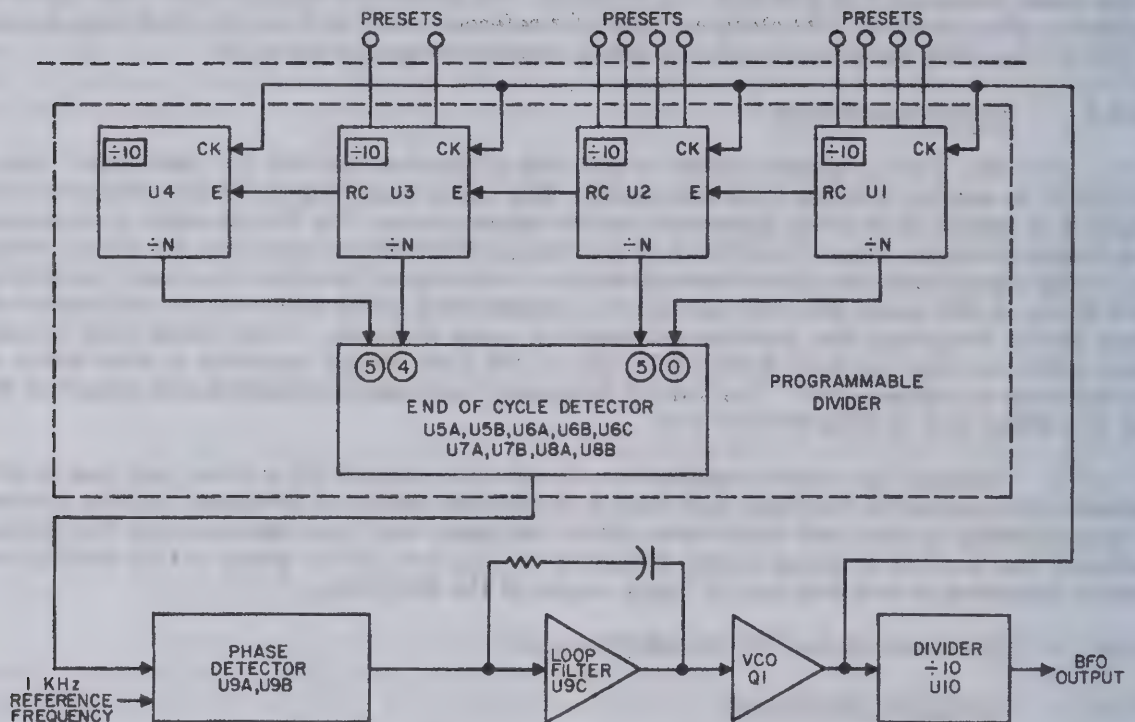 PRESETS PRESETS PRESETS
÷10 CK ÷10 CK ÷10 CK ÷10 CK
U4 E RC U3 E RC U2 E RC U1
÷N ÷N ÷N ÷N
5 4 5 0
END OF CYCLE DETECTOR
U5A,U5B,U6A,U6B,U6C
U7A,U7B,U8A,U8B
PROGRAMMABLE
DIVIDER
1 KHz
REFERENCE
FREQUENCY
PHASE
DETECTOR
U9A,U9B
LOOP
FILTER
U9C
VCO
Q1
DIVIDER
÷10
U10
BFO
OUTPUT